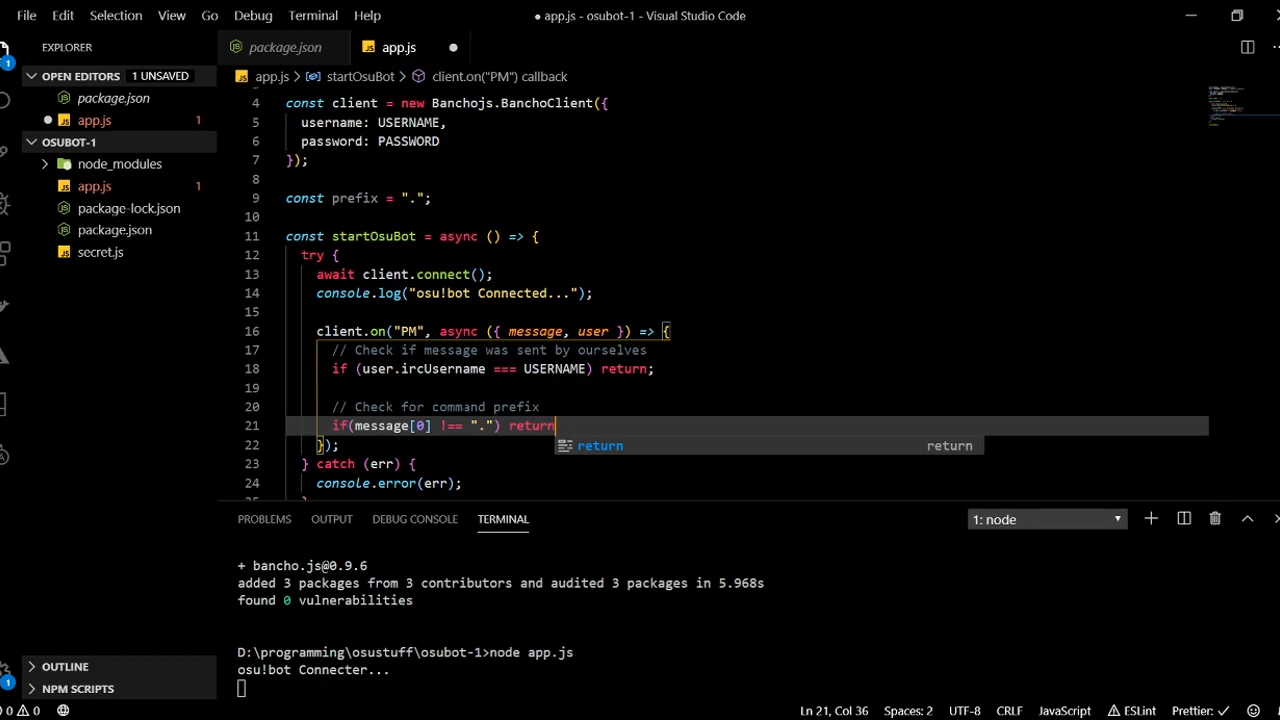 File Edit Selection View Go Debug Terminal Help
● app.js - osubot-1 - Visual Studio Code
EXPLORER
OPEN EDITORS 1 UNSAVED
package.json
app.js 1
OSUBOT-1
node_modules
app.js 1
package-lock.json
package.json
secret.js
OUTLINE
NPM SCRIPTS
package.json
app.js
app.js > startOsuBot > client.on("PM") callback
4 const client = new Banchojs.BanchoClient({
5 username: USERNAME,
6 password: PASSWORD
7 });
8
9 const prefix = ".";
10
11 const startOsuBot = async () => {
12 try {
13 await client.connect();
14 console.log("osu!bot Connected...");
15
16 client.on("PM", async ({ message, user }) => {
17 // Check if message was sent by ourselves
18 if (user.ircUsername === USERNAME) return;
19
20 // Check for command prefix
21 if(message[0] !== ".") return
return return
22 });
23 } catch (err) {
24 console.error(err);
PROBLEMS OUTPUT DEBUG CONSOLE TERMINAL
1: node
+ bancho.js@0.9.6
added 3 packages from 3 contributors and audited 3 packages in 5.968s
found 0 vulnerabilities
D:\programming\osustuff\osubot-1>node app.js
osu!bot Connecter...
0 0
Ln 21, Col 36 Spaces: 2 UTF-8 CRLF JavaScript ESLint Prettier: ✓